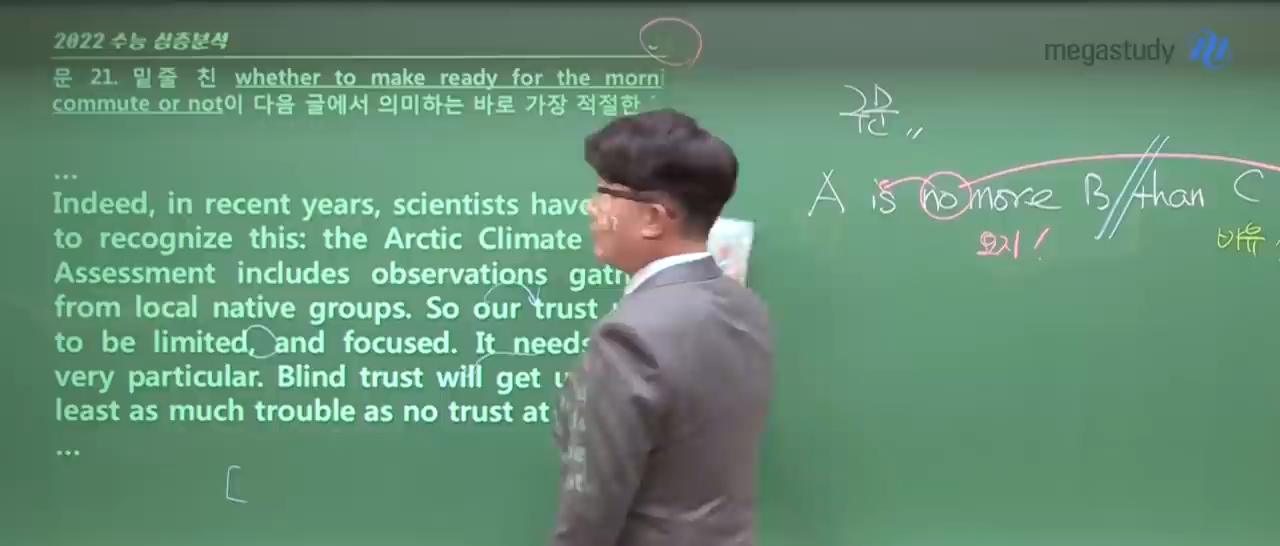 2022 수능 심층분석
문 21. 밑줄 친 whether to make ready for the morni
commute or not이 다음 글에서 의미하는 바로 가장 적절한
...
Indeed, in recent years, scientists have
to recognize this: the Arctic Climate
Assessment includes observations gath
from local native groups. So our trust
to be limited, and focused. It needs
very particular. Blind trust will get u
least as much trouble as no trust at
...
megastudy
A is no more B than C
요지!
비유